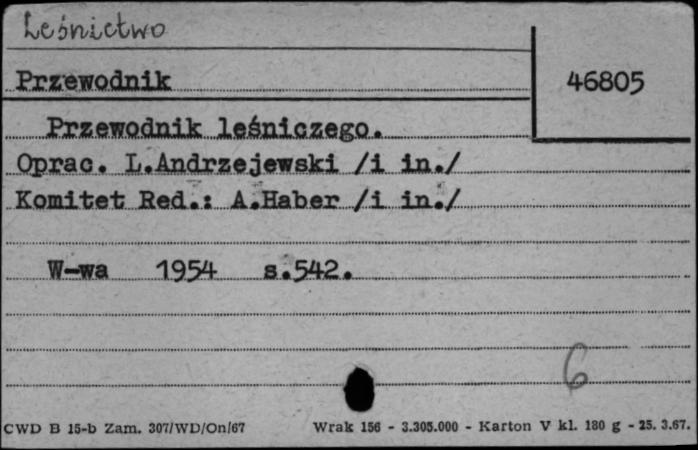 Leśnictwo
Przewodnik
46805
Przewodnik leśniczego.
Oprac. L.Andrzejewski /i in./
Komitet Red.: A.Haber /i in./
W-wa 1954 s.542.
6
CWD B 15-b Zam. 307/WD/On/67 Wrak 156 - 3.305.000 - Karton V kl. 180 g - 25. 3.67.